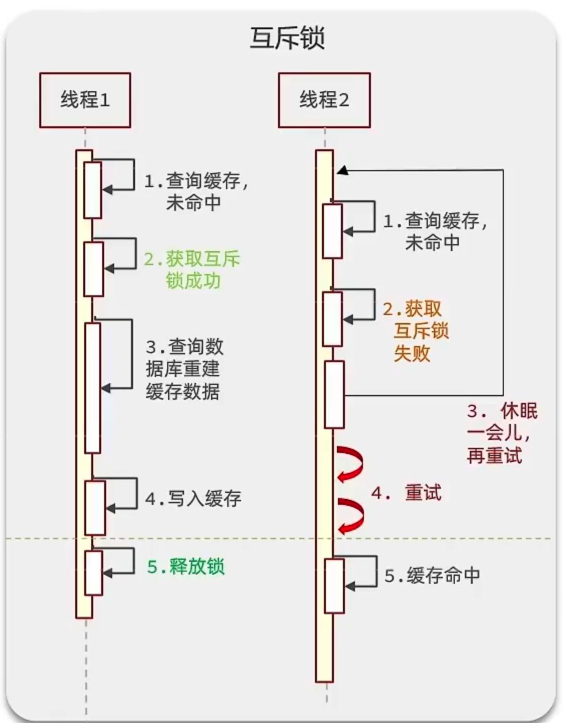 互斥锁
线程1
线程2
1.查询缓存,
未命中
2.获取互斥
锁成功
3.查询数
据库重建
缓存数据
4.写入缓存
5.释放锁
1.查询缓存,
未命中
2.获取
互斥锁
失败
3. 休眠
一会儿,
再重试
4. 重试
5.缓存命中